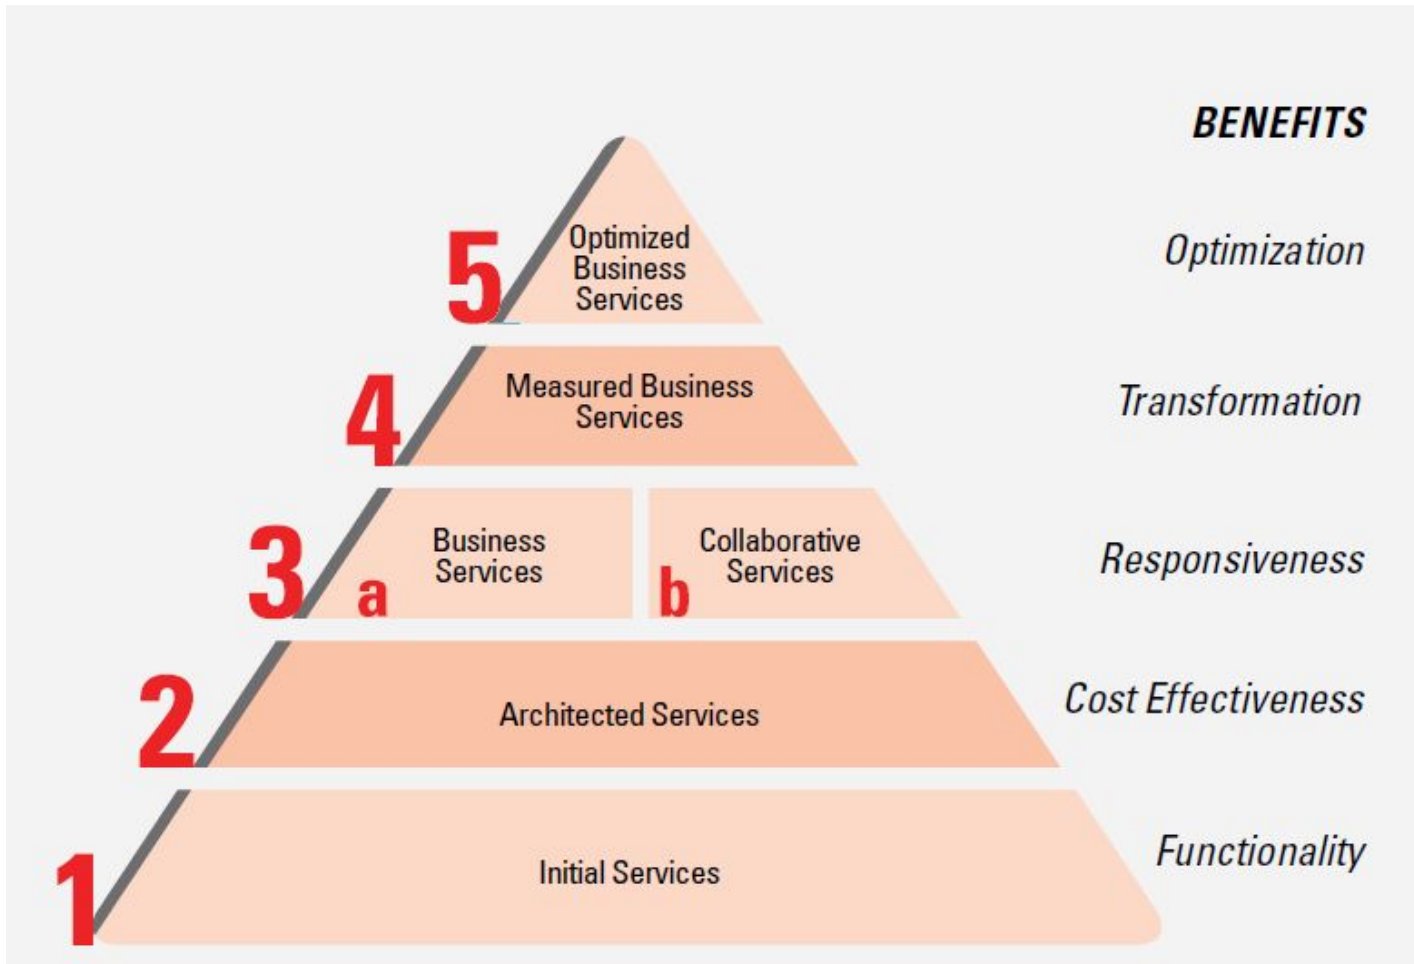 BENEFITS
5
Optimized
Business
Services
Optimization
4
Measured Business
Services
Transformation
3
a
Business
Services
b
Collaborative
Services
Responsiveness
2
Architected Services
Cost Effectiveness
1
Initial Services
Functionality